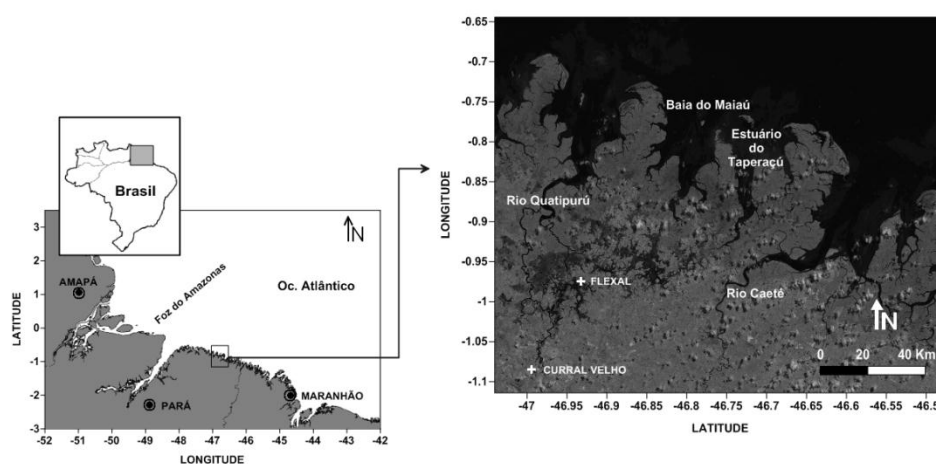 Brasil
3
2
1
0
-1
-2
-3
LATITUDE
-52 -51 -50 -49 -48 -47 -46 -45 -44 -43 -42
LONGITUDE
AMAPÁ
Foz do Amazonas
Oc. Atlântico
N
PARÁ
MARANHÃO
-0.65
-0.7
-0.75
-0.8
-0.85
-0.9
-0.95
-1
-1.05
-1.1
LONGITUDE
Baia do Maiaú
Estuário
do
Taperaçú
Rio Quatipurú
FLEXAL
Rio Caeté
N
0 20 40 Km
CURRAL VELHO
-47 -46.95 -46.85 -46.8 -46.75 -46.7 -46.65 -46.6 -46.56 -46.5
LATITUDE